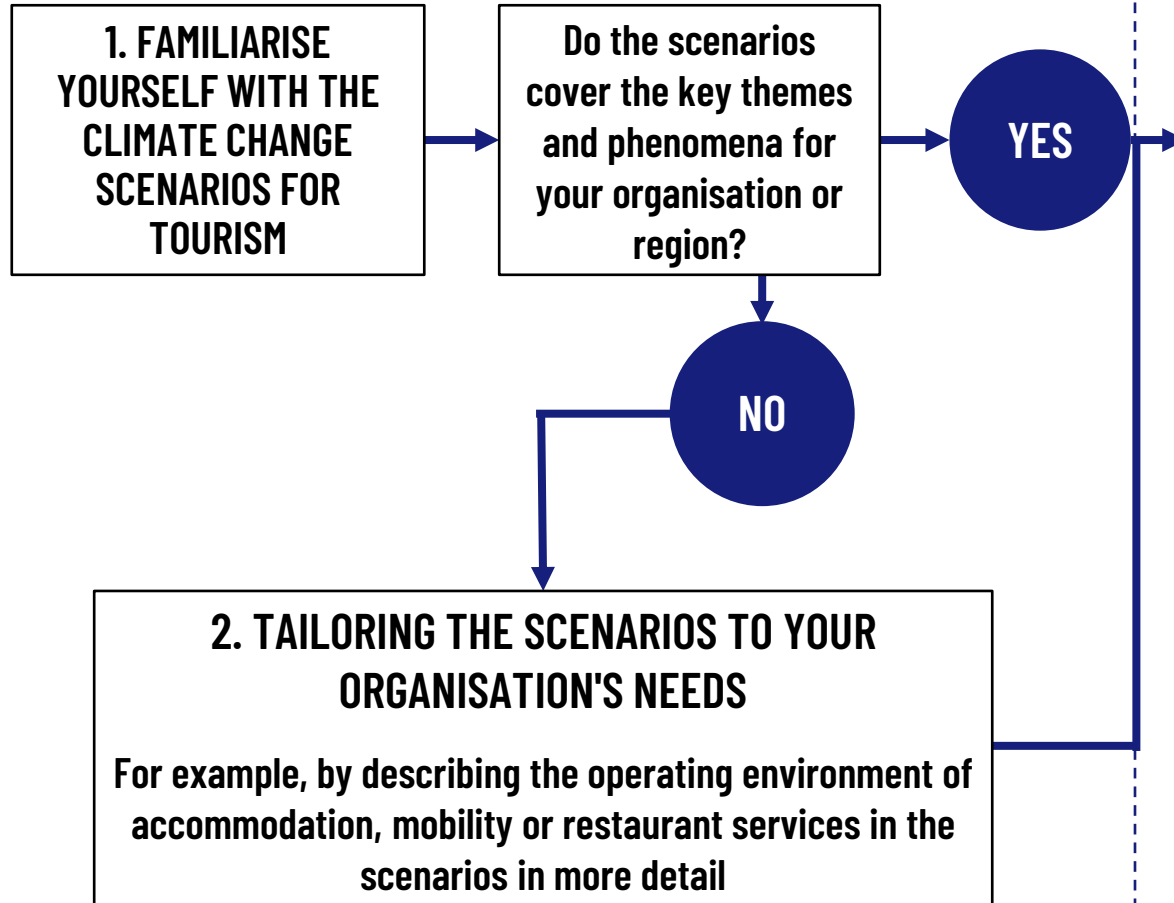 1. FAMILIARISE
YOURSELF WITH THE
CLIMATE CHANGE
SCENARIOS FOR
TOURISM
Do the scenarios
cover the key themes
and phenomena for
your organisation or
region?
YES
NO
2. TAILORING THE SCENARIOS TO YOUR
ORGANISATION'S NEEDS
For example, by describing the operating environment of
accommodation, mobility or restaurant services in the
scenarios in more detail